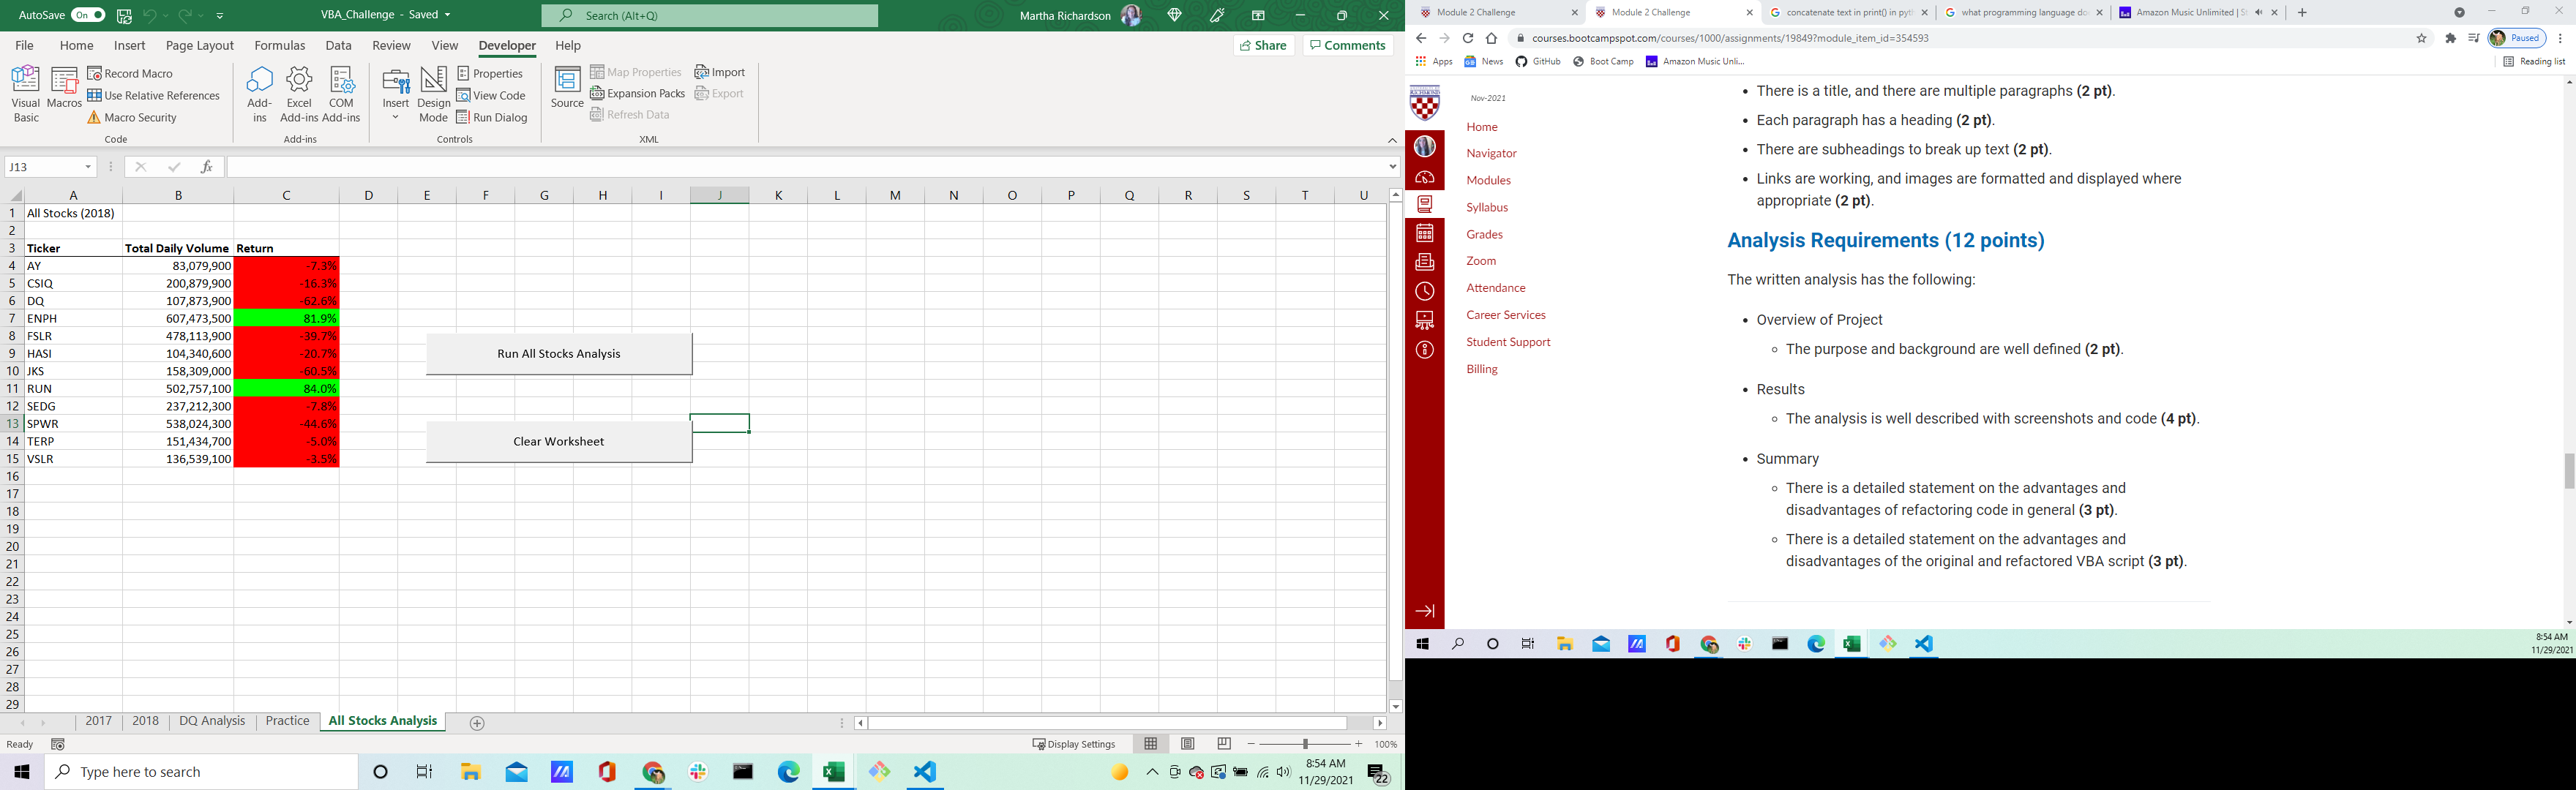 AutoSave On VBA_Challenge - Saved Search (Alt+Q) Martha Richardson
File Home Insert Page Layout Formulas Data Review View Developer Help Share Comments
Visual Basic
Macros
Record Macro
Use Relative References
Macro Security
Code
Add-ins
Excel Add-ins
COM Add-ins
Add-ins
Insert
Design Mode
Properties
View Code
Run Dialog
Controls
Source
Map Properties
Expansion Packs
Refresh Data
Import
Export
XML
J13 fx
A B C D E F G H I J K L M N O P Q R S T U
1 All Stocks (2018)
2
3 Ticker Total Daily Volume Return
4 AY 83,079,900 -7.3%
5 CSIQ 200,879,900 -16.3%
6 DQ 107,873,900 -62.6%
7 ENPH 607,473,500 81.9%
8 FSLR 478,113,900 -39.7%
9 HASI 104,340,600 -20.7%
10 JKS 158,309,000 -60.5%
11 RUN 502,757,100 84.0%
12 SEDG 237,212,300 -7.8%
13 SPWR 538,024,300 -44.6%
14 TERP 151,434,700 -5.0%
15 VSLR 136,539,100 -3.5%
16
17
18
19
20
21
22
23
24
25
26
27
28
29
Run All Stocks Analysis
Clear Worksheet
2017 2018 DQ Analysis Practice All Stocks Analysis
Ready Display Settings 100%
Type here to search
8:54 AM
11/29/2021
22
Module 2 Challenge Module 2 Challenge concatenate text in print() in pyt what programming language do Amazon Music Unlimited | S
courses.bootcampspot.com/courses/1000/assignments/19849?module_item_id=354593 Paused
Apps News GitHub Boot Camp Amazon Music Unli... Reading list
RICHMOND
Nov-2021
Home
Navigator
Modules
Syllabus
Grades
Zoom
Attendance
Career Services
Student Support
Billing
• There is a title, and there are multiple paragraphs (2 pt).
• Each paragraph has a heading (2 pt).
• There are subheadings to break up text (2 pt).
• Links are working, and images are formatted and displayed where
appropriate (2 pt).
Analysis Requirements (12 points)
The written analysis has the following:
• Overview of Project
◦ The purpose and background are well defined (2 pt).
• Results
◦ The analysis is well described with screenshots and code (4 pt).
• Summary
◦ There is a detailed statement on the advantages and
disadvantages of refactoring code in general (3 pt).
◦ There is a detailed statement on the advantages and
disadvantages of the original and refactored VBA script (3 pt).
8:54 AM
11/29/2021